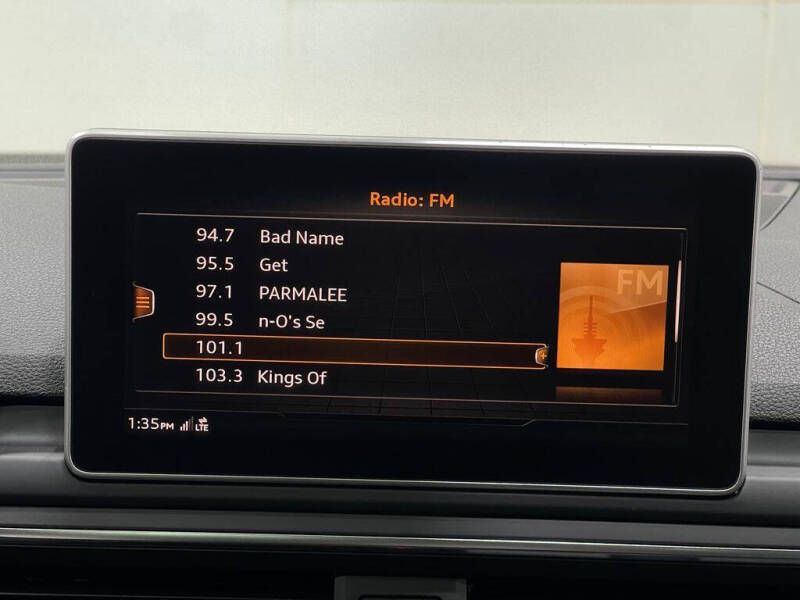 Radio: FM
94.7 Bad Name
95.5 Get
97.1 PARMALEE
99.5 n-O's Se
101.1
103.3 Kings Of
FM
1:35PM LTE